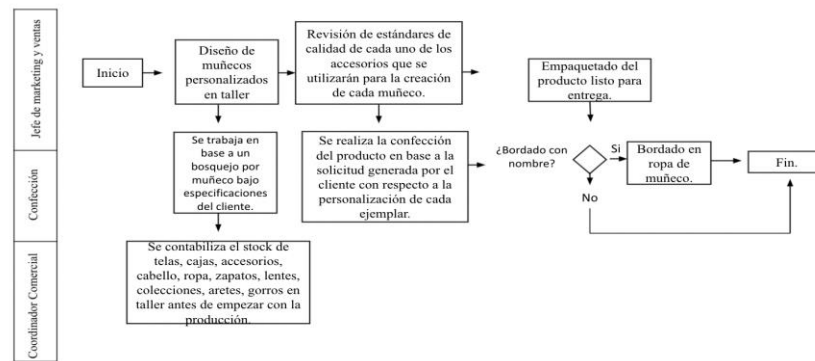 Jefe de marketing y ventas
Inicio
Diseño de
muñecos
personalizados
en taller
Revisión de estándares de
calidad de cada uno de los
accesorios que se
utilizarán para la creación
de cada muñeco.
Empaquetado del
producto listo para
entrega.
Confección
Se trabaja en
base a un
bosquejo por
muñeco bajo
especificaciones
del cliente.
Se realiza la confección
del producto en base a la
solicitud generada por el
cliente con respecto a la
personalización de cada
ejemplar.
¿Bordado con
nombre?
Si
No
Bordado en
ropa de
muñeco.
Fin.
Coordinador Comercial
Se contabiliza el stock de
telas, cajas, accesorios,
cabello, ropa, zapatos, lentes,
colecciones, aretes, gorros en
taller antes de empezar con la
producción.